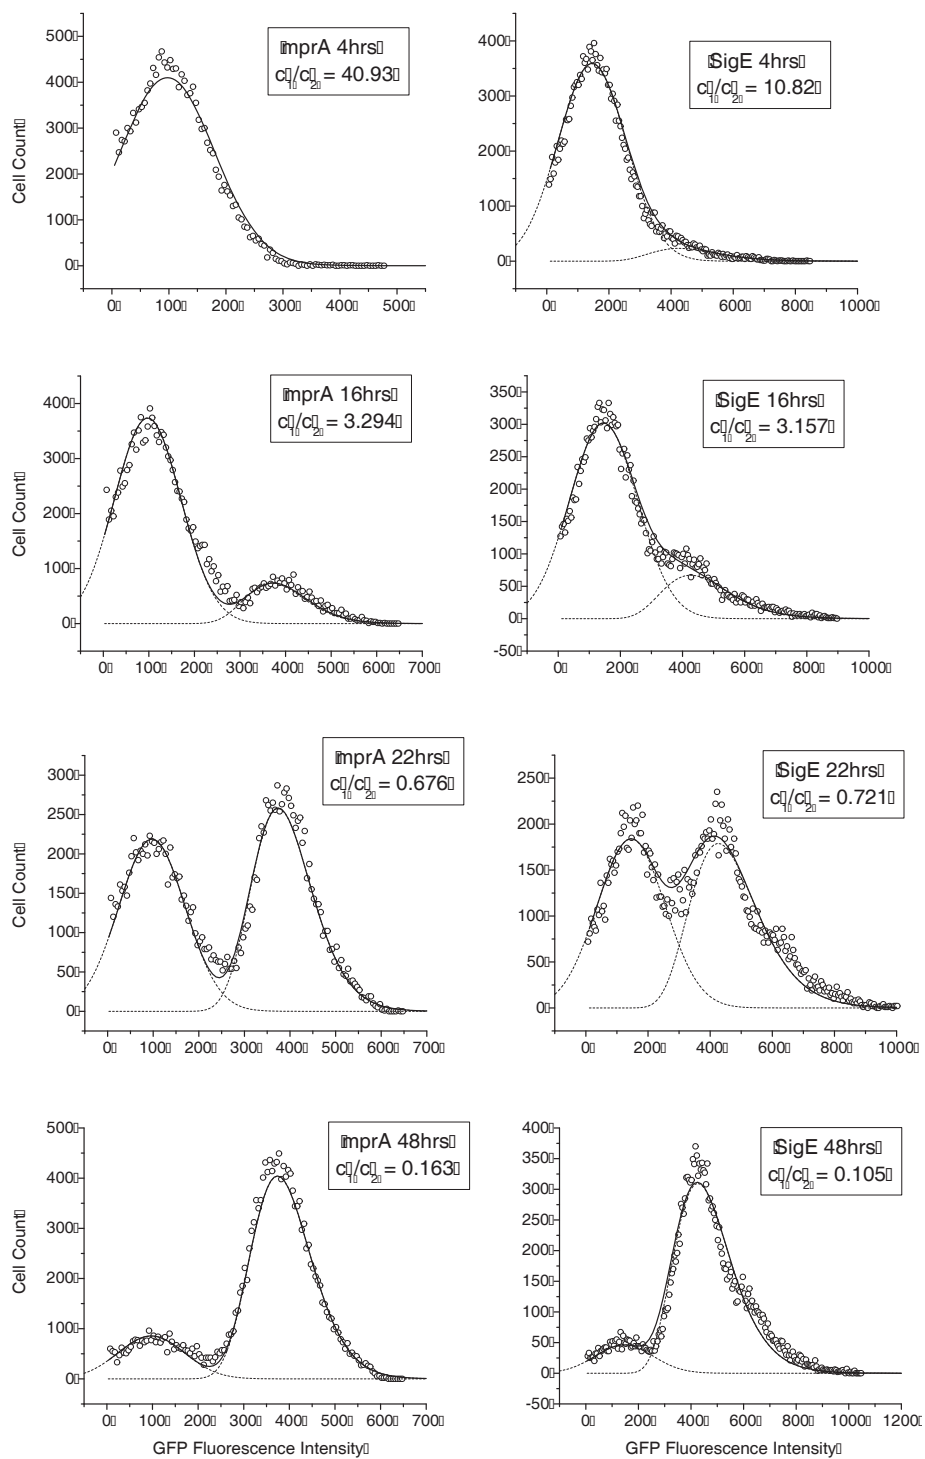 500
400
300
200
100
0
Cell Count
mprA 4hrs
c1/c2 = 40.93
0 100 200 300 400 500
400
300
200
100
0
SigE 4hrs
c1/c2 = 10.82
0 200 400 600 800 1000
400
300
200
100
0
Cell Count
mprA 16hrs
c1/c2 = 3.294
0 100 200 300 400 500 600 700
350
300
250
200
150
100
50
0
-50
SigE 16hrs
c1/c2 = 3.157
0 200 400 600 800 1000
300
250
200
150
100
50
0
Cell Count
mprA 22hrs
c1/c2 = 0.676
0 100 200 300 400 500 600 700
250
200
150
100
50
0
SigE 22hrs
c1/c2 = 0.721
0 200 400 600 800 1000
500
400
300
200
100
0
Cell Count
mprA 48hrs
c1/c2 = 0.163
0 100 200 300 400 500 600 700
GFP Fluorescence Intensity
400
350
300
250
200
150
100
50
0
-50
SigE 48hrs
c1/c2 = 0.105
0 200 400 600 800 1000 1200
GFP Fluorescence Intensity